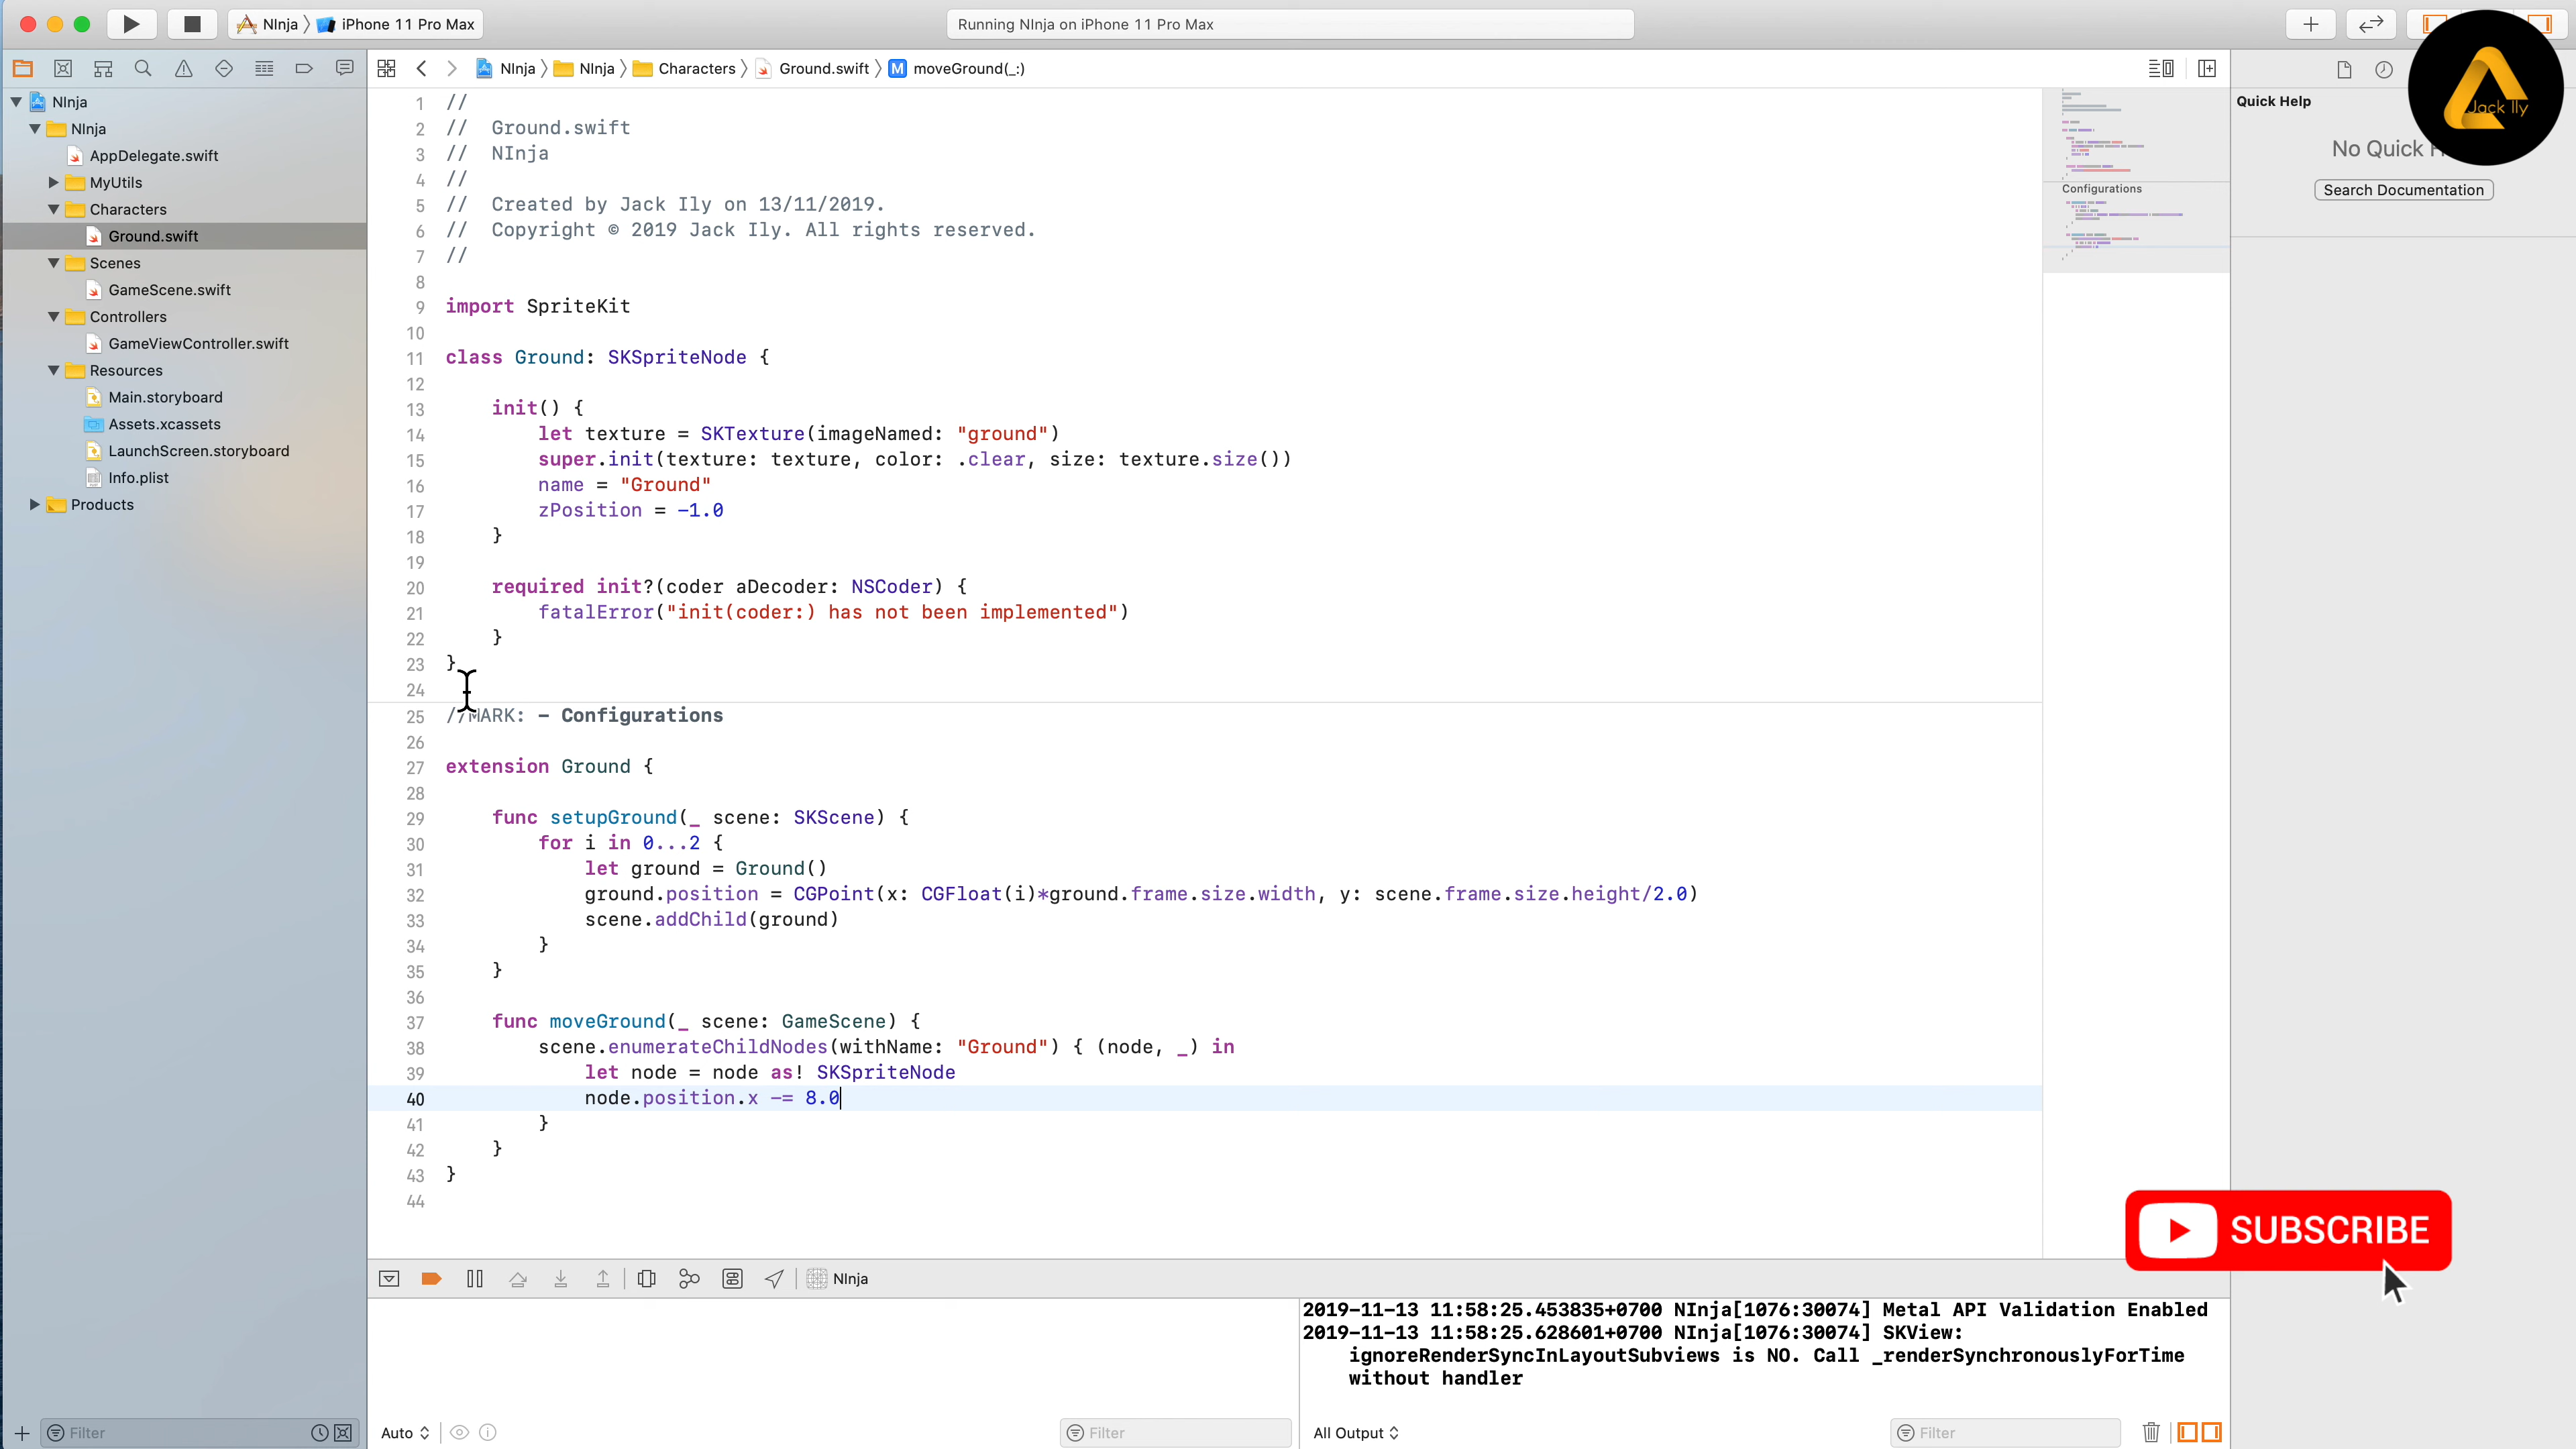 NInja
iPhone 11 Pro Max
Running NInja on iPhone 11 Pro Max
NInja
NInja
AppDelegate.swift
MyUtils
Characters
Ground.swift
Scenes
GameScene.swift
Controllers
GameViewController.swift
Resources
Main.storyboard
Assets.xcassets
LaunchScreen.storyboard
Info.plist
Products
Filter
NInja NInja Characters Ground.swift M moveGround(_:)
1 //
2 // Ground.swift
3 // NInja
4 //
5 // Created by Jack Ily on 13/11/2019.
6 // Copyright © 2019 Jack Ily. All rights reserved.
7 //
8
9 import SpriteKit
10
11 class Ground: SKSpriteNode {
12
13 init() {
14 let texture = SKTexture(imageNamed: "ground")
15 super.init(texture: texture, color: .clear, size: texture.size())
16 name = "Ground"
17 zPosition = -1.0
18 }
19
20 required init?(coder aDecoder: NSCoder) {
21 fatalError("init(coder:) has not been implemented")
22 }
23 }
24
25 //MARK: - Configurations
26
27 extension Ground {
28
29 func setupGround(_ scene: SKScene) {
30 for i in 0...2 {
31 let ground = Ground()
32 ground.position = CGPoint(x: CGFloat(i)*ground.frame.size.width, y: scene.frame.size.height/2.0)
33 scene.addChild(ground)
34 }
35 }
36
37 func moveGround(_ scene: GameScene) {
38 scene.enumerateChildNodes(withName: "Ground") { (node, _) in
39 let node = node as! SKSpriteNode
40 node.position.x -= 8.0
41 }
42 }
43 }
44
Configurations
Quick Help
No Quick H
Search Documentation
Jack Ily
SUBSCRIBE
NInja
2019-11-13 11:58:25.453835+0700 NInja[1076:30074] Metal API Validation Enabled
2019-11-13 11:58:25.628601+0700 NInja[1076:30074] SKView:
ignoreRenderSyncInLayoutSubviews is NO. Call _renderSynchronouslyForTime
without handler
Auto
Filter
All Output
Filter